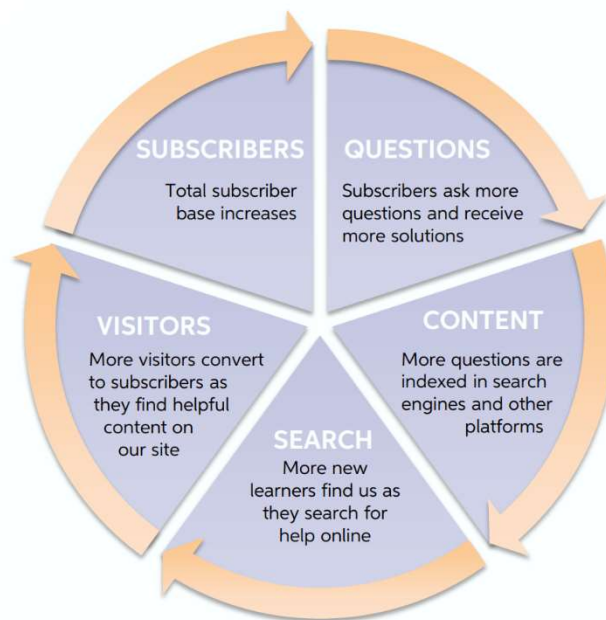 SUBSCRIBERS
Total subscriber
base increases
QUESTIONS
Subscribers ask more
questions and receive
more solutions
CONTENT
More questions are
indexed in search
engines and other
platforms
SEARCH
More new
learners find us as
they search for
help online
VISITORS
More visitors convert
to subscribers as
they find helpful
content on
our site